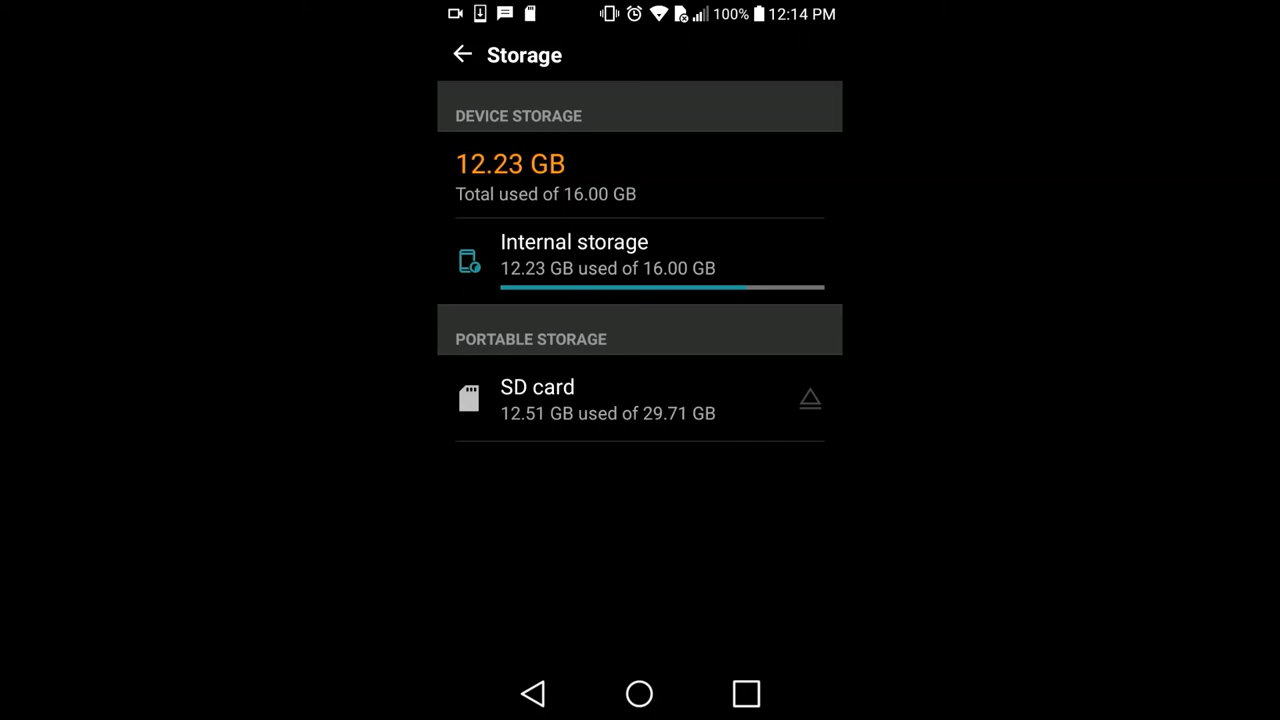 100% 12:14 PM
Storage
DEVICE STORAGE
12.23 GB
Total used of 16.00 GB
Internal storage
12.23 GB used of 16.00 GB
PORTABLE STORAGE
SD card
12.51 GB used of 29.71 GB